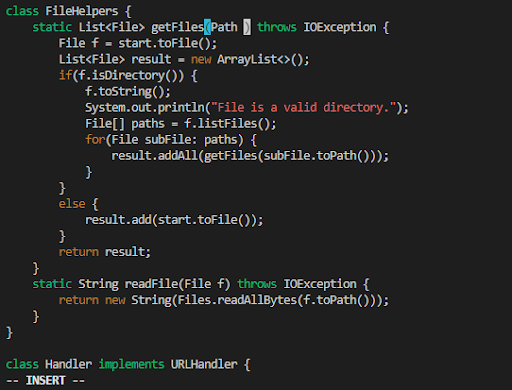 class FileHelpers {
    static List<File> getFiles(Path ) throws IOException {
        File f = start.toFile();
        List<File> result = new ArrayList<>();
        if(f.isDirectory()) {
            f.toString();
            System.out.println("File is a valid directory.");
            File[] paths = f.listFiles();
            for(File subFile: paths) {
                result.addAll(getFiles(subFile.toPath()));
            }
        }
        else {
            result.add(start.toFile());
        }
        return result;
    }
    static String readFile(File f) throws IOException {
        return new String(Files.readAllBytes(f.toPath()));
    }
}

class Handler implements URLHandler {
-- INSERT --